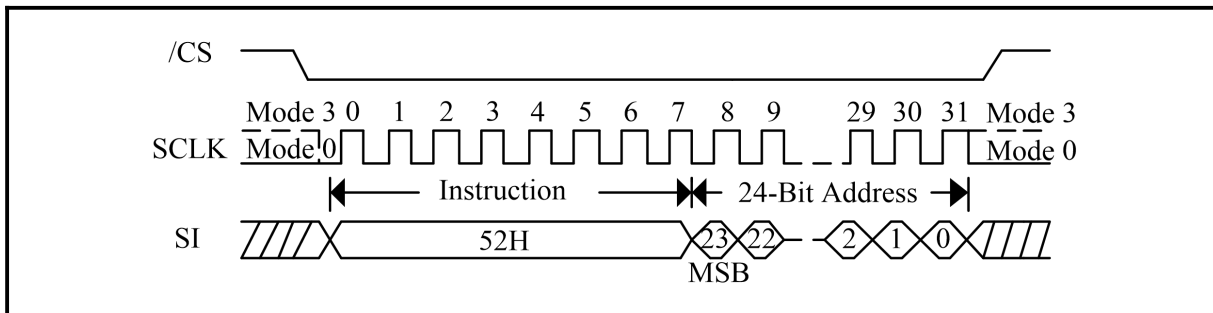 /CS
Mode 3 0 1 2 3 4 5 6 7 8 9 29 30 31 Mode 3
SCLK Mode 0 Mode 0
Instruction 24-Bit Address
SI 52H 23 22 2 1 0
MSB